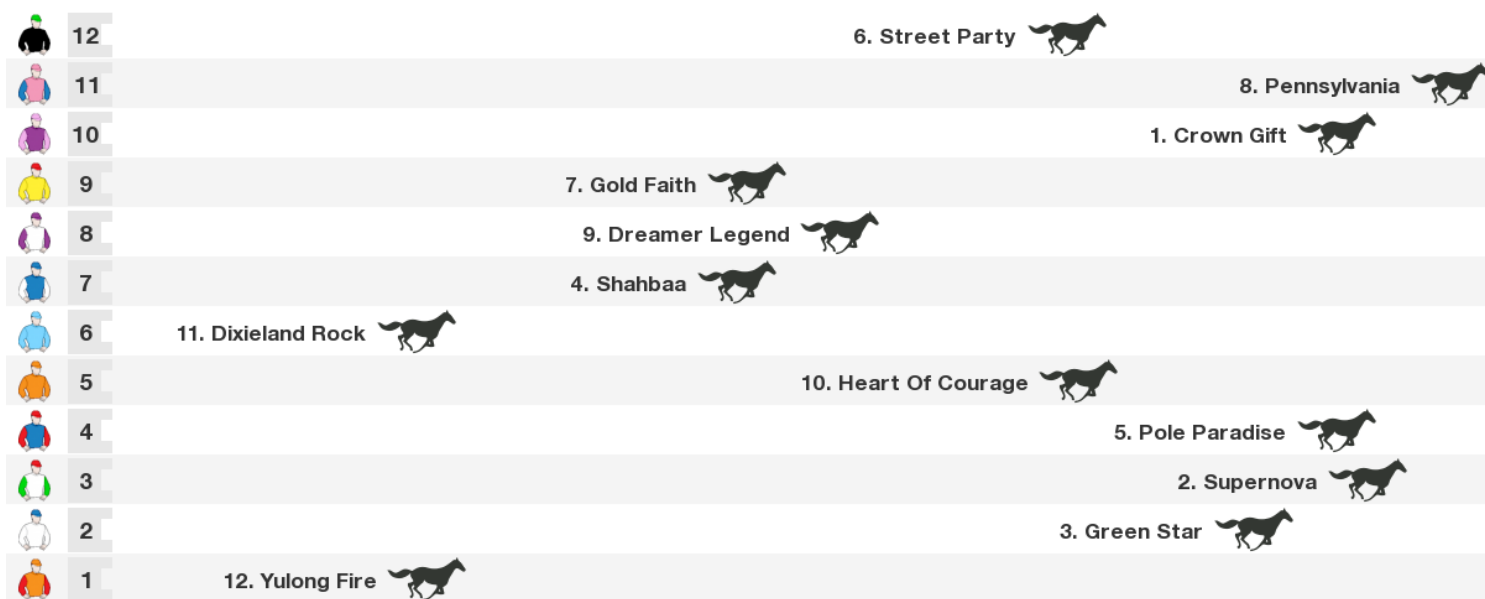 12 6. Street Party
11 8. Pennsylvania
10 1. Crown Gift
9 7. Gold Faith
8 9. Dreamer Legend
7 4. Shahbaa
6 11. Dixieland Rock
5 10. Heart Of Courage
4 5. Pole Paradise
3 2. Supernova
2 3. Green Star
1 12. Yulong Fire